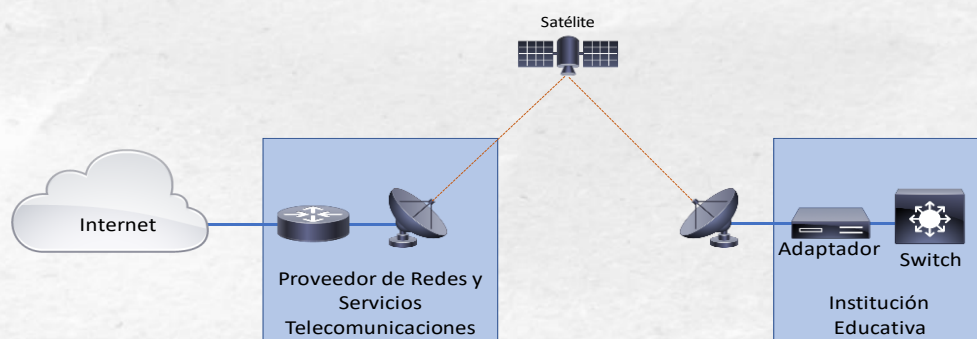 Satélite
Internet
Proveedor de Redes y
Servicios
Telecomunicaciones
Adaptador
Switch
Institución
Educativa